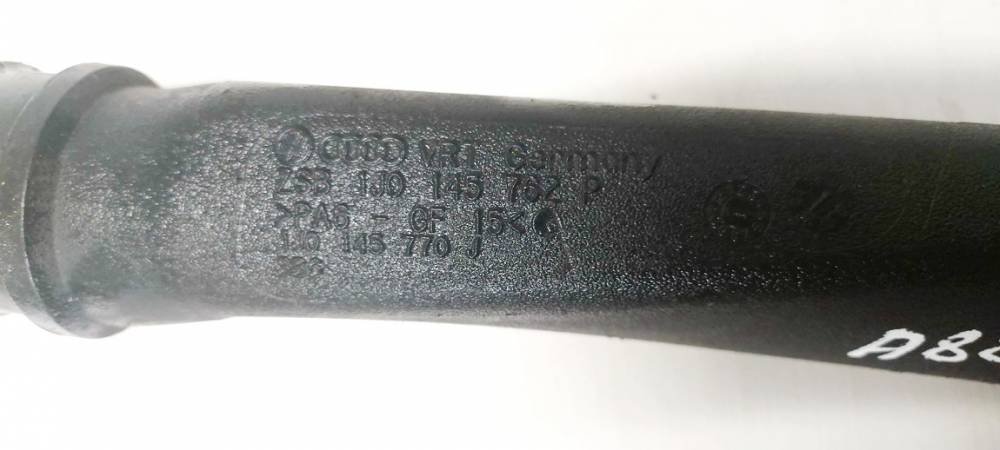 VR1 Germany
ZSB 1J0 145 762 P
>PA6 - GF 15<
1J0 145 770 J
A8